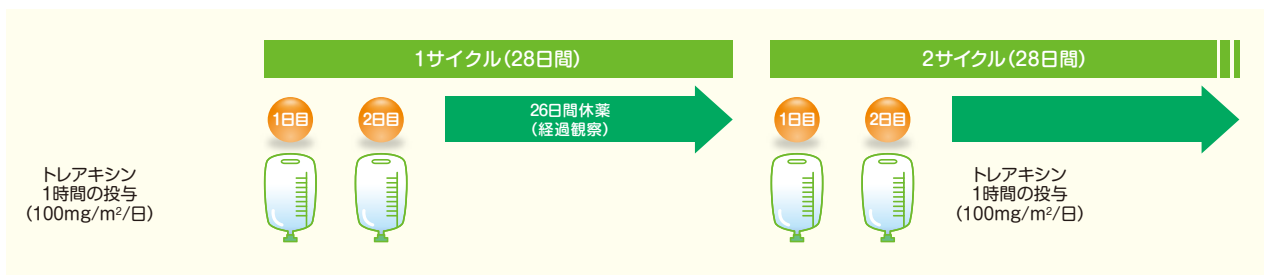 1サイクル（28日間）
2サイクル（28日間）
1日目
2日目
26日間休薬
（経過観察）
1日目
2日目
トレアキシン
1時間の投与
（100mg/m²/日）
トレアキシン
1時間の投与
（100mg/m²/日）